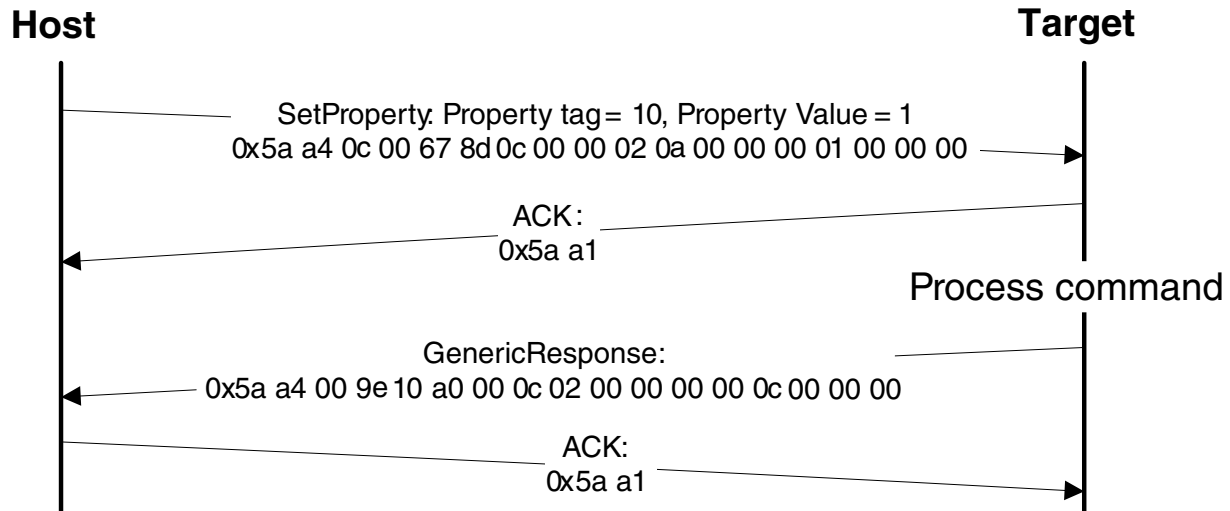 Host
Target
SetProperty: Property tag = 10, Property Value = 1
0x5a a4 0c 00 67 8d 0c 00 00 02 0a 00 00 00 01 00 00 00
ACK:
0x5a a1
Process command
GenericResponse:
0x5a a4 00 9e 10 a0 00 0c 02 00 00 00 00 0c 00 00 00
ACK:
0x5a a1